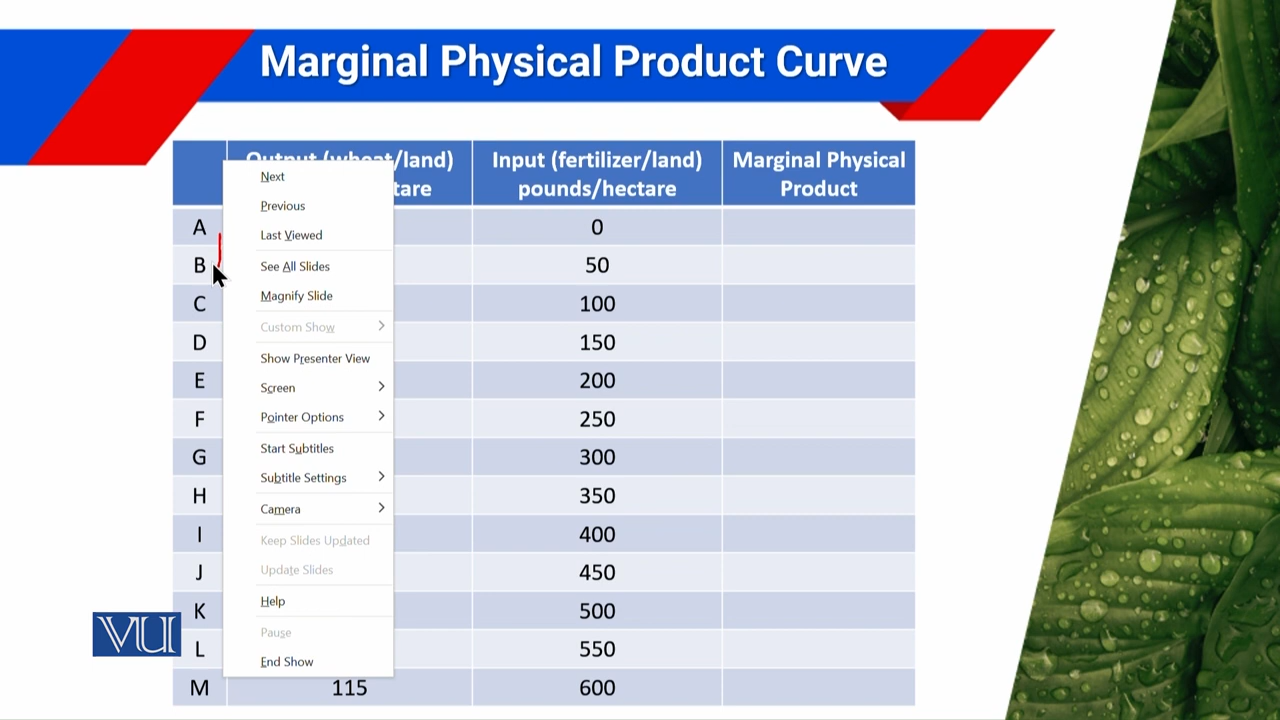 Marginal Physical Product Curve
Output (wheat/land) Input (fertilizer/land) Marginal Physical
pounds/hectare Product
Next
Previous
Last Viewed
See All Slides
Magnify Slide
Custom Show
Show Presenter View
Screen
Pointer Options
Start Subtitles
Subtitle Settings
Camera
Keep Slides Updated
Update Slides
Help
Pause
End Show
A 0
B 50
C 100
D 150
E 200
F 250
G 300
H 350
I 400
J 450
K 500
L 550
M 115 600
VU